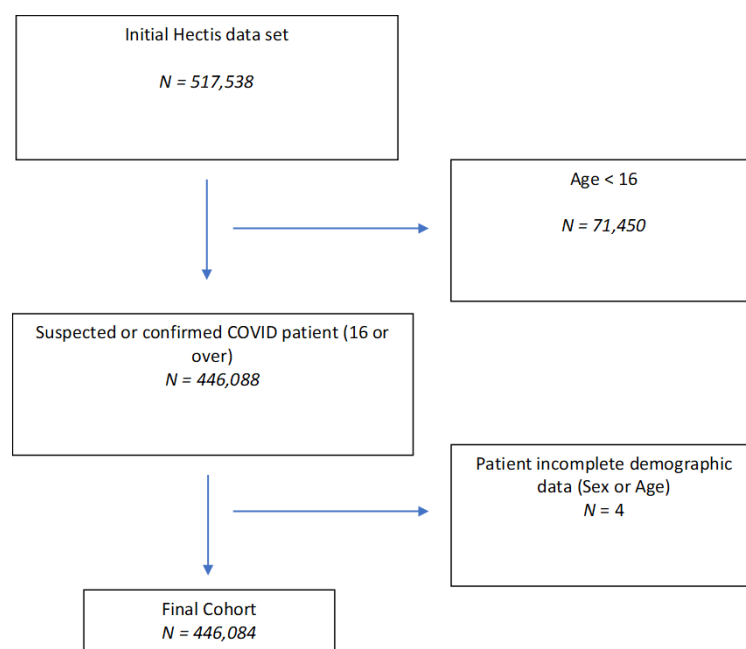 Initial Hectis data set
N = 517,538
Age < 16
N = 71,450
Suspected or confirmed COVID patient (16 or
over)
N = 446,088
Patient incomplete demographic
data (Sex or Age)
N = 4
Final Cohort
N = 446,084